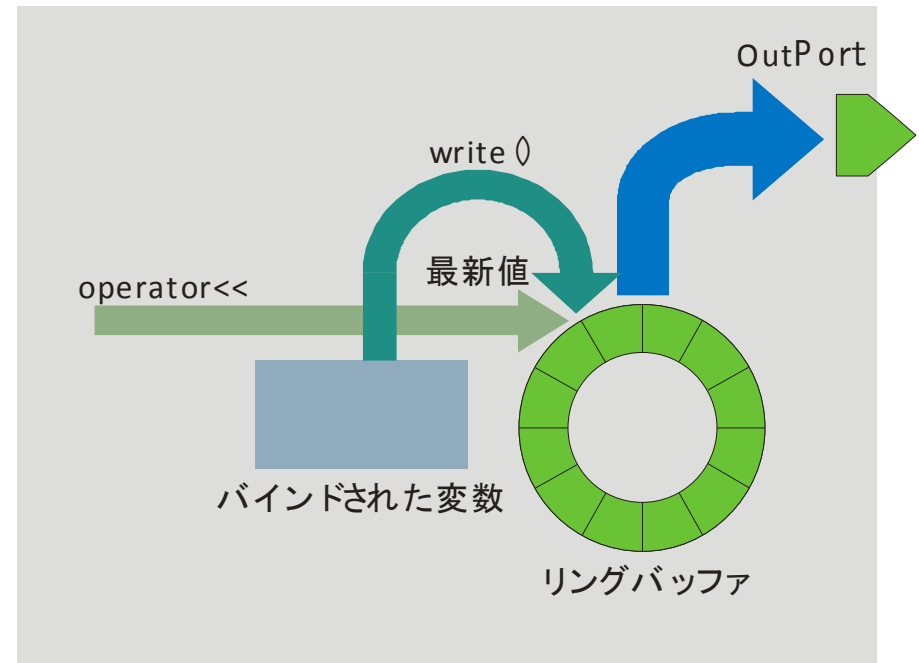 OutPort
write()
最新値
operator<<
バインドされた変数
リングバッファ